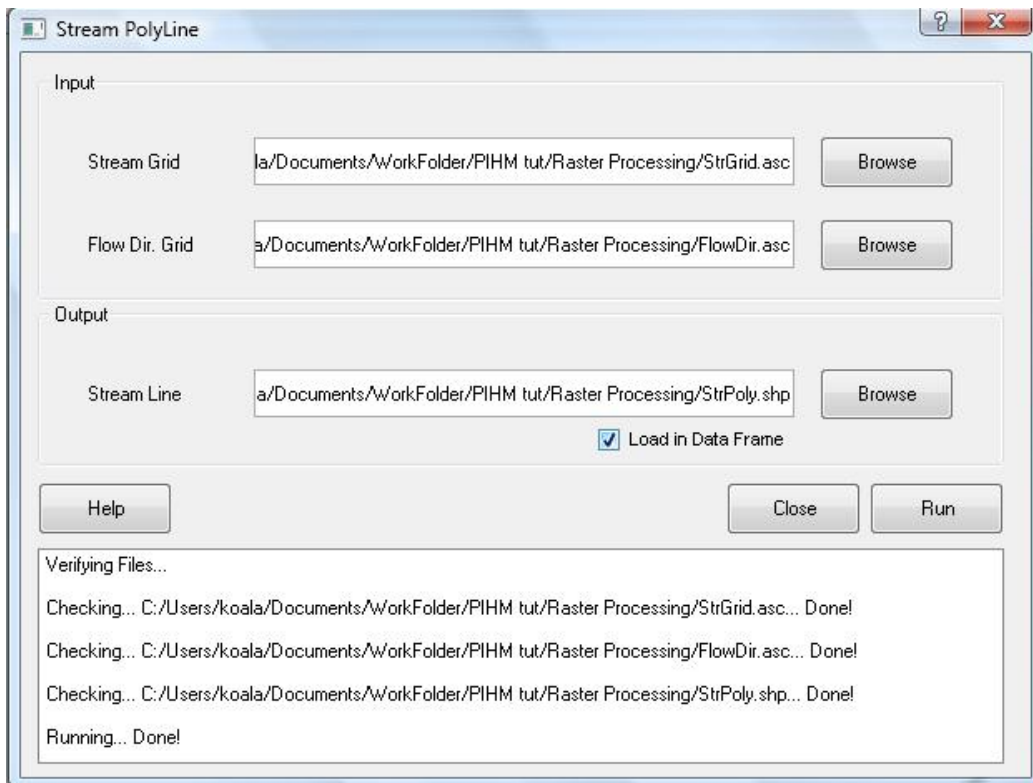 Stream PolyLine
?
X
Input
Stream Grid
la/Documents/WorkFolder/PIHM tut/Raster Processing/StrGrid.asc
Browse
Flow Dir. Grid
a/Documents/WorkFolder/PIHM tut/Raster Processing/FlowDir.asc
Browse
Output
Stream Line
a/Documents/WorkFolder/PIHM tut/Raster Processing/StrPoly.shp
Browse
Load in Data Frame
Help
Close
Run
Verifying Files...
Checking... C:/Users/koala/Documents/WorkFolder/PIHM tut/Raster Processing/StrGrid.asc... Done!
Checking... C:/Users/koala/Documents/WorkFolder/PIHM tut/Raster Processing/FlowDir.asc... Done!
Checking... C:/Users/koala/Documents/WorkFolder/PIHM tut/Raster Processing/StrPoly.shp... Done!
Running... Done!